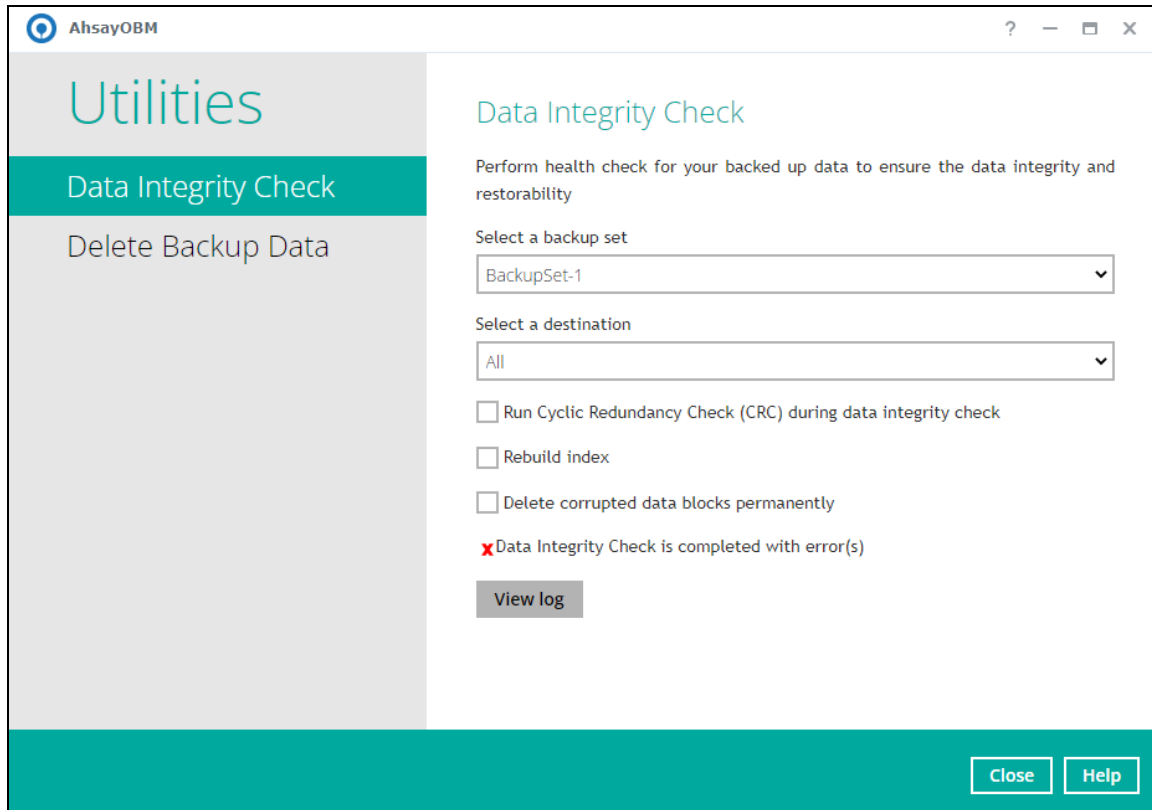 AhsayOBM
Utilities
Data Integrity Check
Delete Backup Data
Data Integrity Check
Perform health check for your backed up data to ensure the data integrity and
restorability
Select a backup set
BackupSet-1
Select a destination
All
Run Cyclic Redundancy Check (CRC) during data integrity check
Rebuild index
Delete corrupted data blocks permanently
x Data Integrity Check is completed with error(s)
View log
Close
Help